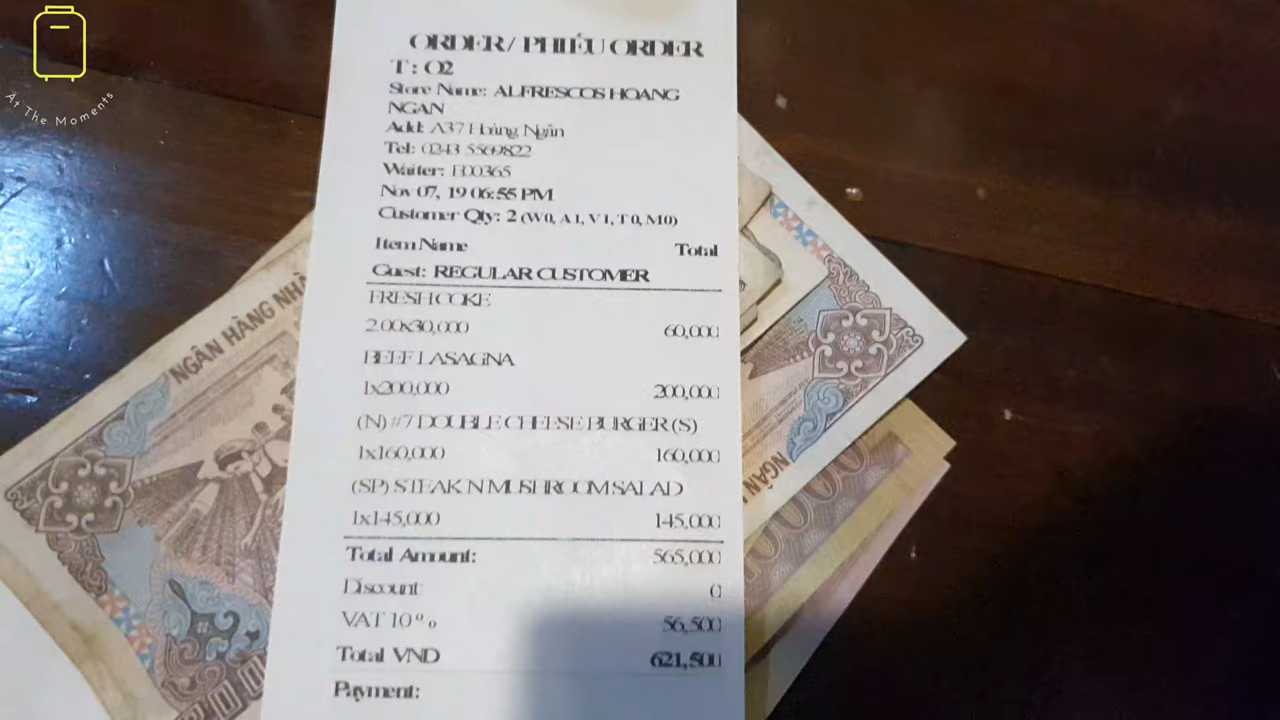 At The Moments
ORDER / PHIẾU ORDER
T : O2
Store Name: ALFRESCOS HOANG
NGAN
Add: A37 Hoàng Ngân
Tel: 0243 5569822
Waiter: E00365
Nov 07, 19 06:55 PM
Customer Qty: 2 (W0, A1, V1, T0, M0)
Item Name Total
Guest: REGULAR CUSTOMER
FRESH COKE
2.00x30,000 60,000
BEEF LASAGNA
1x200,000 200,000
(N) #7 DOUBLE CHEESE BURGER (S)
1x160,000 160,000
(SP) STEAK N MUSHROOM SALAD
1x145,000 145,000
Total Amount: 565,000
Discount: 0
VAT 10% 56,500
Total VND 621,500
Payment:
NGÂN HÀNG NHÀ
NGÂN